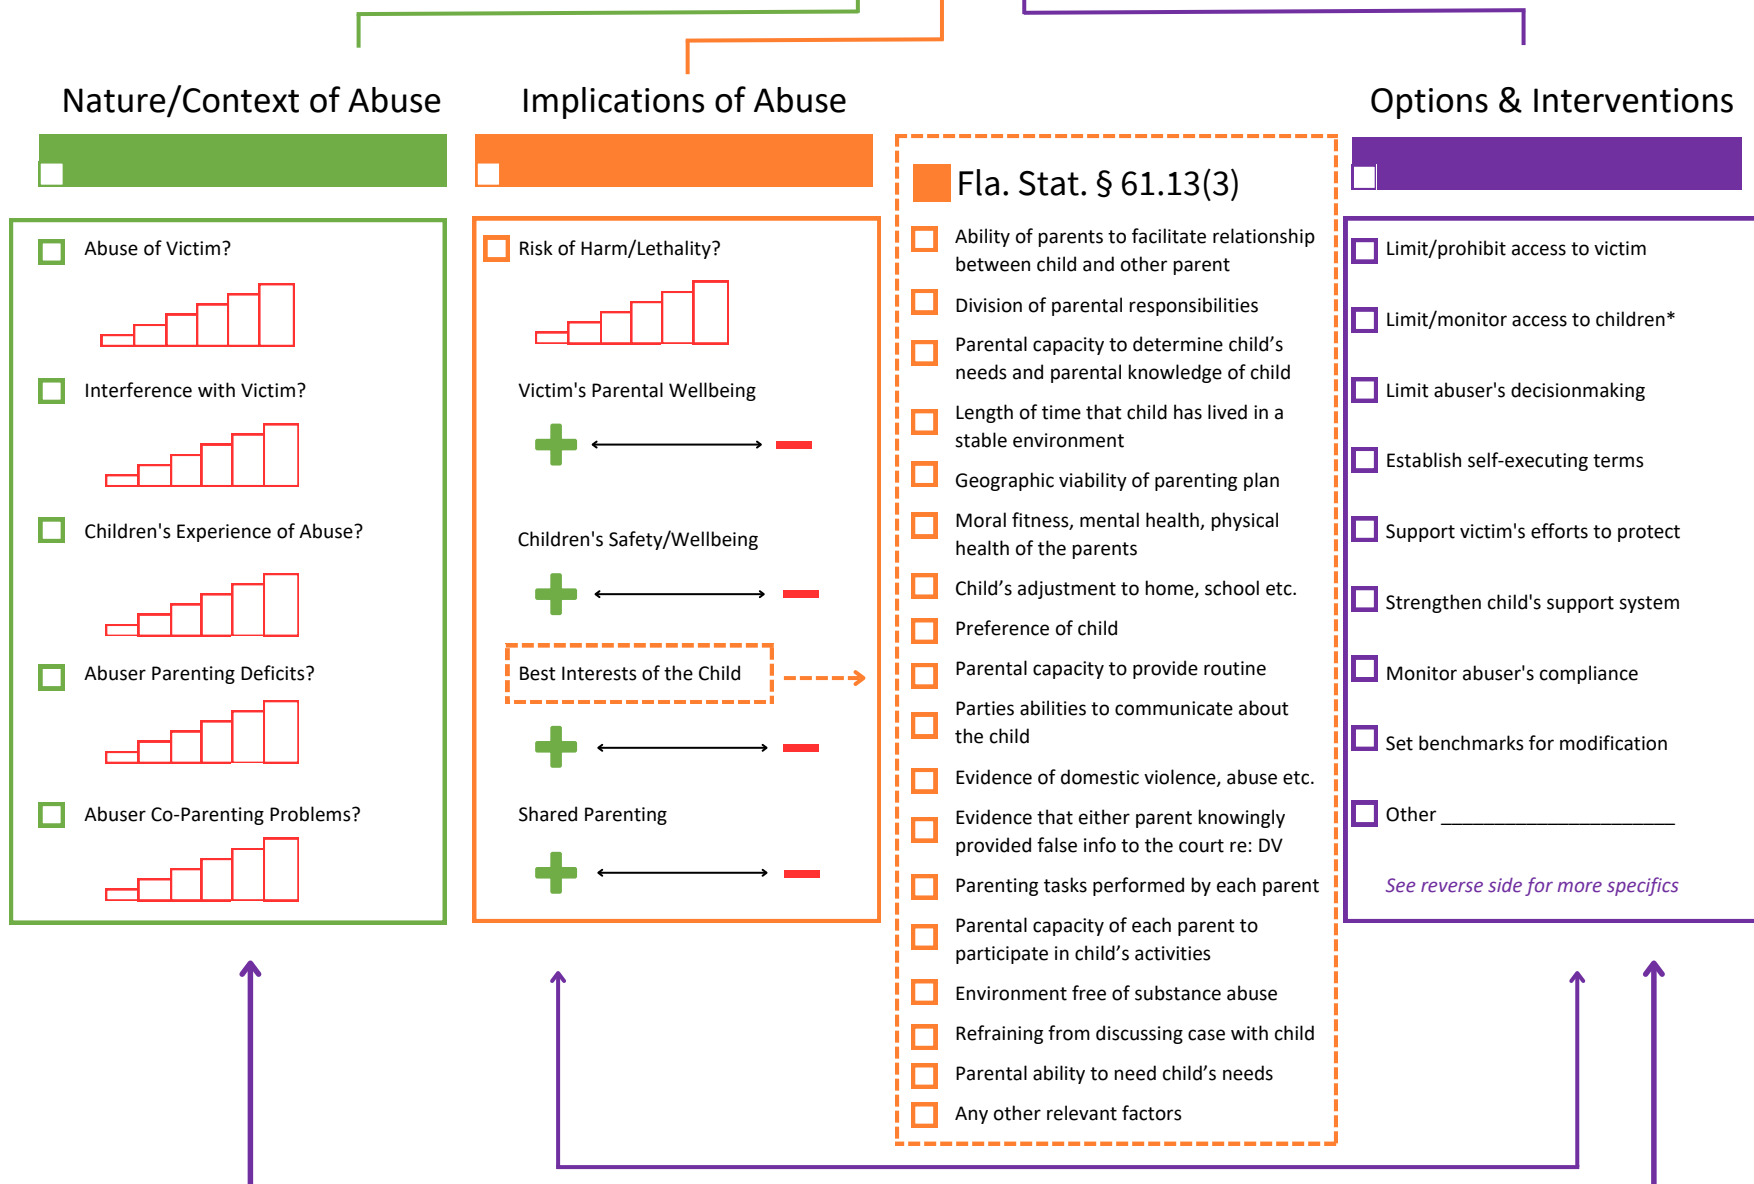 Nature/Context of Abuse
Abuse of Victim?
Interference with Victim?
Children's Experience of Abuse?
Abuser Parenting Deficits?
Abuser Co-Parenting Problems?
Implications of Abuse
Risk of Harm/Lethality?
Victim's Parental Wellbeing
Children's Safety/Wellbeing
Best Interests of the Child
Shared Parenting
Fla. Stat. § 61.13(3)
Ability of parents to facilitate relationship
between child and other parent
Division of parental responsibilities
Parental capacity to determine child’s
needs and parental knowledge of child
Length of time that child has lived in a
stable environment
Geographic viability of parenting plan
Moral fitness, mental health, physical
health of the parents
Child’s adjustment to home, school etc.
Preference of child
Parental capacity to provide routine
Parties abilities to communicate about
the child
Evidence of domestic violence, abuse etc.
Evidence that either parent knowingly
provided false info to the court re: DV
Parenting tasks performed by each parent
Parental capacity of each parent to
participate in child’s activities
Environment free of substance abuse
Refraining from discussing case with child
Parental ability to need child’s needs
Any other relevant factors
Options & Interventions
Limit/prohibit access to victim
Limit/monitor access to children*
Limit abuser's decisionmaking
Establish self-executing terms
Support victim's efforts to protect
Strengthen child's support system
Monitor abuser's compliance
Set benchmarks for modification
Other ______________________
See reverse side for more specifics